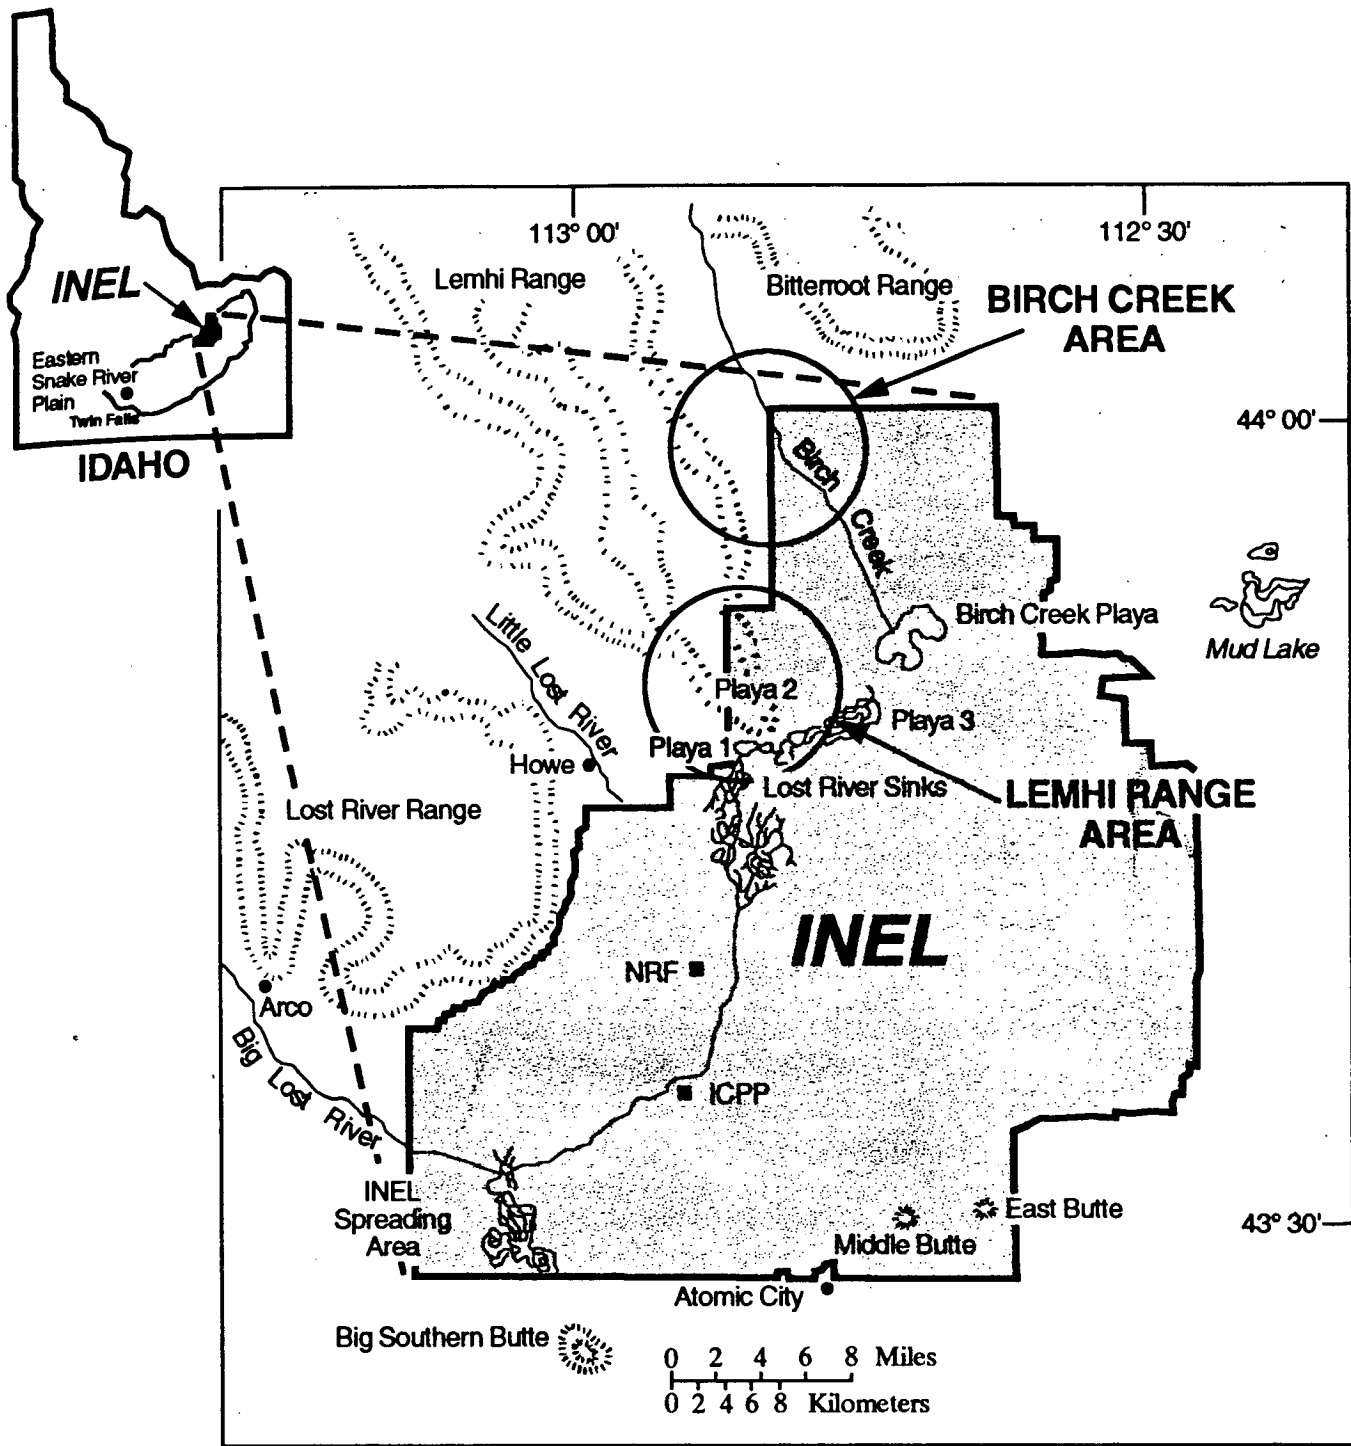 113° 00'
112° 30'
Lemhi Range
Bitterroot Range
BIRCH CREEK
AREA
INEL
Eastern
Snake River
Plain
Twin Falls
IDAHO
44° 00'
Birch
Creek
Birch Creek Playa
Mud Lake
Little Lost River
Playa 2
Playa 3
Playa 1
Howe
Lost River Sinks
LEMHI RANGE
AREA
Lost River Range
INEL
NRF
Arco
Big Lost River
ICPP
INEL
Spreading
Area
East Butte
43° 30'
Middle Butte
Atomic City
Big Southern Butte
0 2 4 6 8 Miles
0 2 4 6 8 Kilometers